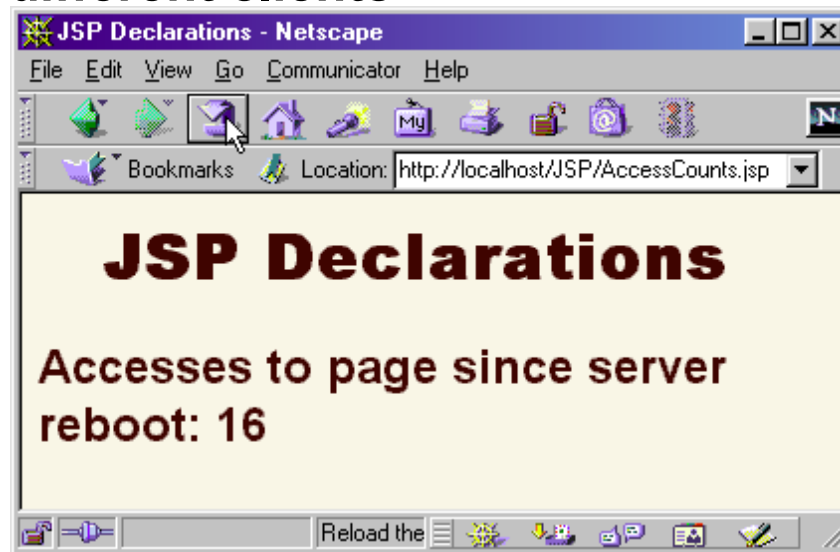 JSP Declarations - Netscape
File Edit View Go Communicator Help
My
N
Bookmarks Location: http://localhost/JSP/AccessCounts.jsp
JSP Declarations
Accesses to page since server
reboot: 16
Reload the